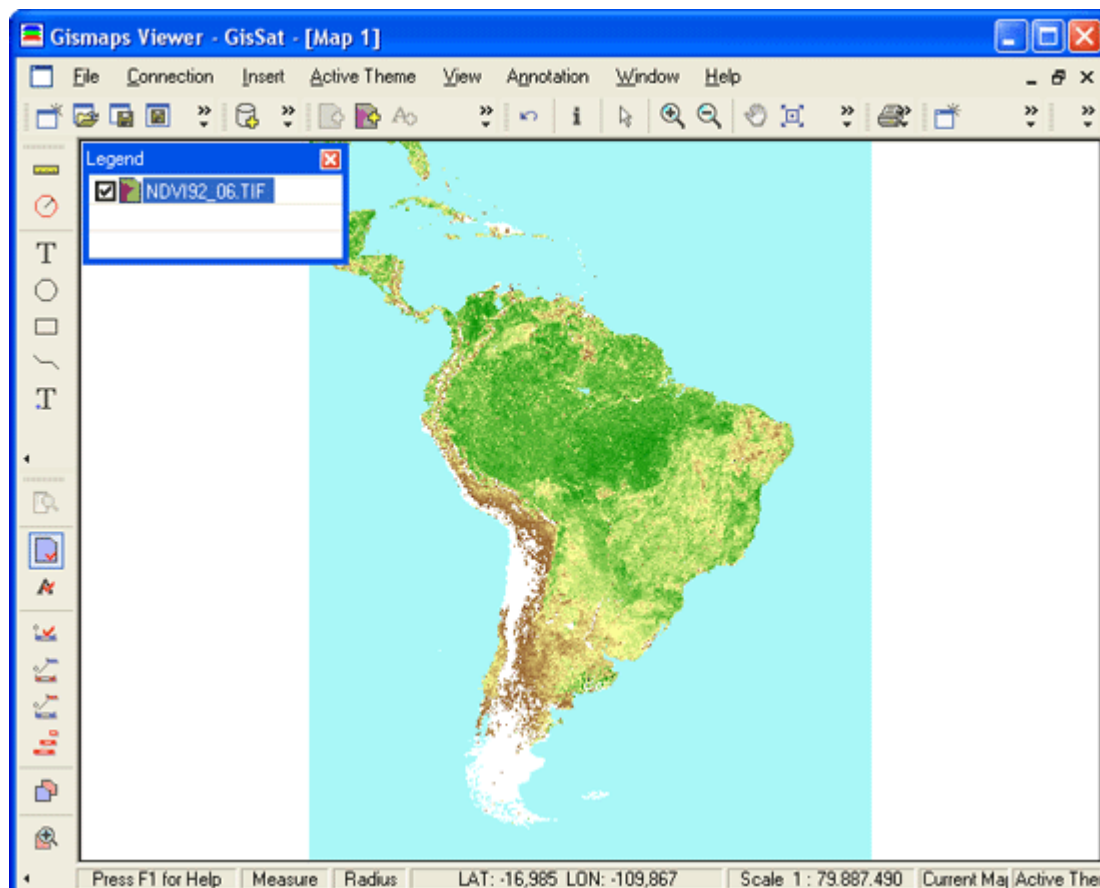 Gismaps Viewer - GisSat - [Map 1]
File Connection Insert Active Theme View Annotation Window Help
Legend
NDVI92_06.TIF
Press F1 for Help Measure Radius LAT: -16,985 LON: -109,867 Scale 1 : 79.887.490 Current Map Active The